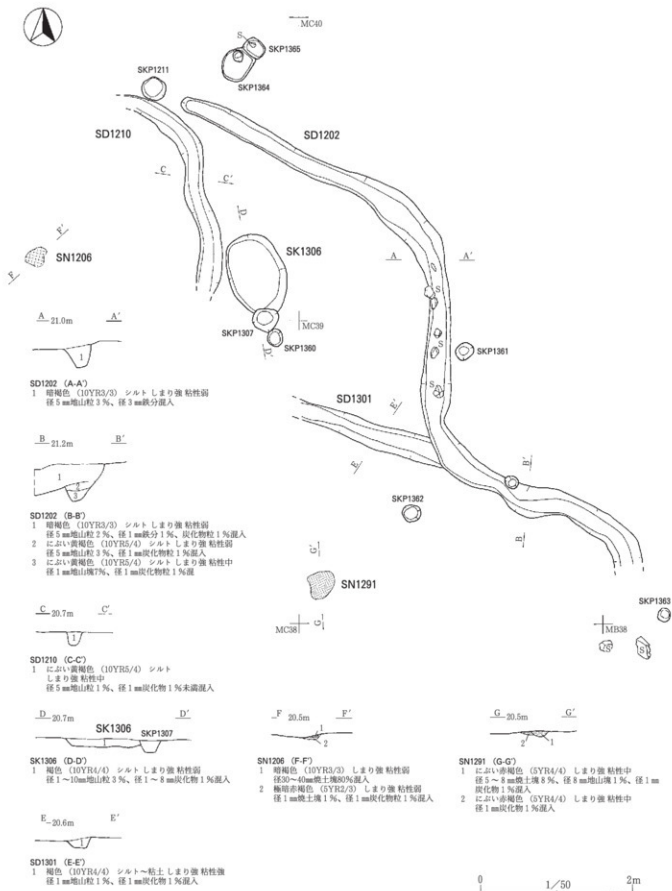 MC40
S
SKP1365
SKP1364
SKP1211
SD1210
SD1202
C C′
D
F′
SN1206
F
SK1306
A A′
S
MC39
SKP1307
SKP1360
D′
S
SKP1361
S
A 21.0m A′
1
SD1202 (A-A′)
1 暗褐色 (10YR3/3) シルト しまり強 粘性弱
径5㎜地山粒3%、径3㎜鉄分混入
SD1301
E′
E
B′
B 21.2m B′
1
2
3
SD1202 (B-B′)
1 暗褐色 (10YR3/3) シルト しまり強 粘性弱
径5㎜地山粒2%、径1㎜鉄分1%、炭化物粒1%混入
2 にぶい黄褐色 (10YR5/4) シルト しまり強 粘性弱
径5㎜地山粒3%、径1㎜炭化物粒1%混入
3 にぶい黄褐色 (10YR5/4) シルト しまり強 粘性中
径1㎜地山塊7%、径1㎜炭化物粒1%混
SKP1362
B
G′
SN1291
MC38 G
SKP1363
MB38
S
S
C 20.7m C′
1
SD1210 (C-C′)
1 にぶい黄褐色 (10YR5/4) シルト
しまり強 粘性中
径5㎜地山粒1%、径1㎜炭化物1%未満混入
D 20.7m D′
SK1306 SKP1307
1
SK1306 (D-D′)
1 褐色 (10YR4/4) シルト しまり強 粘性弱
径1～10㎜地山粒3%、径1～8㎜炭化物1%混入
E 20.6m E′
1
SD1301 (E-E′)
1 褐色 (10YR4/4) シルト～粘土 しまり強 粘性強
径1㎜地山粒1%、径1㎜炭化物1%混入
F 20.5m F′
1
2
SN1206 (F-F′)
1 暗褐色 (10YR3/3) しまり強 粘性弱
径30～40㎜焼土塊80%混入
2 極暗赤褐色 (5YR2/3) しまり強 粘性弱
径1㎜焼土塊1%、径1㎜炭化物粒1%混入
G 20.5m G′
2 1
SN1291 (G-G′)
1 にぶい赤褐色 (5YR4/4) しまり強 粘性中
径5～8㎜焼土塊8%、径8㎜地山塊1%、径1㎜
炭化物1%混入
2 にぶい赤褐色 (5YR4/4) しまり強 粘性中
径1㎜炭化物1%混入
0 1/50 2m